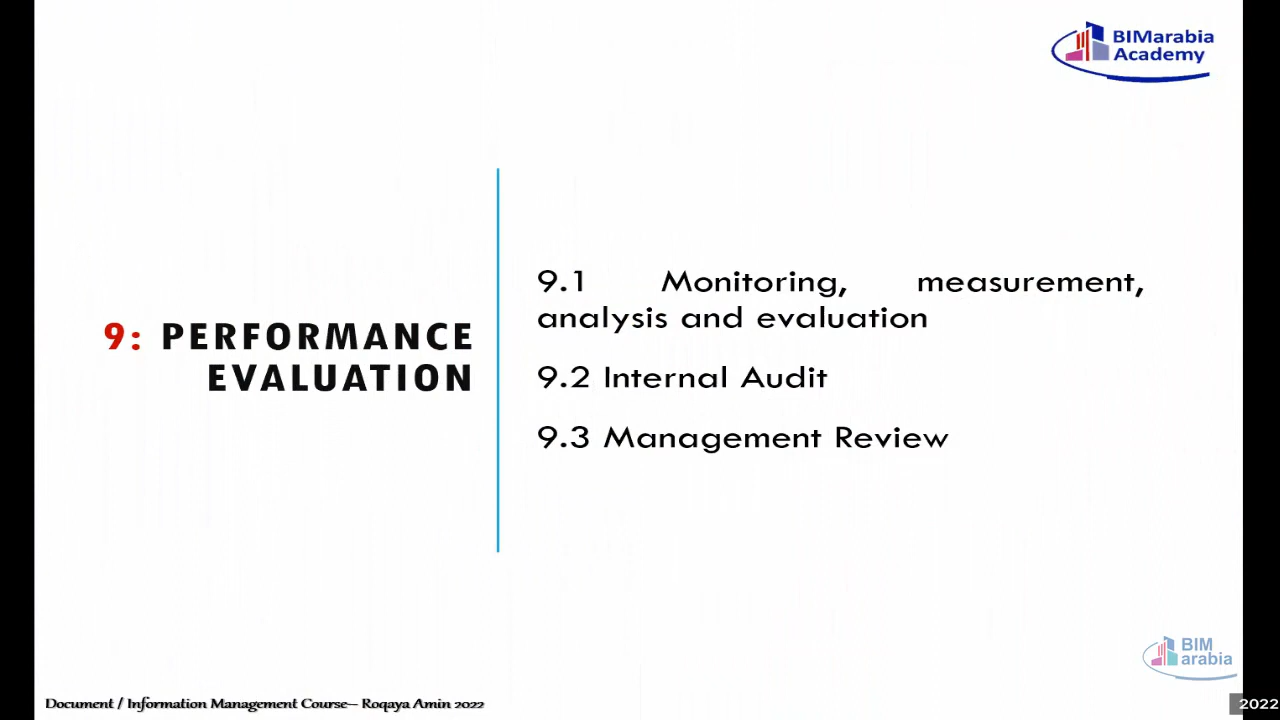 BIMarabia
Academy
9: PERFORMANCE
EVALUATION
9.1 Monitoring, measurement,
analysis and evaluation
9.2 Internal Audit
9.3 Management Review
BIM
arabia
Document / Information Management Course– Roqaya Amin 2022
2022